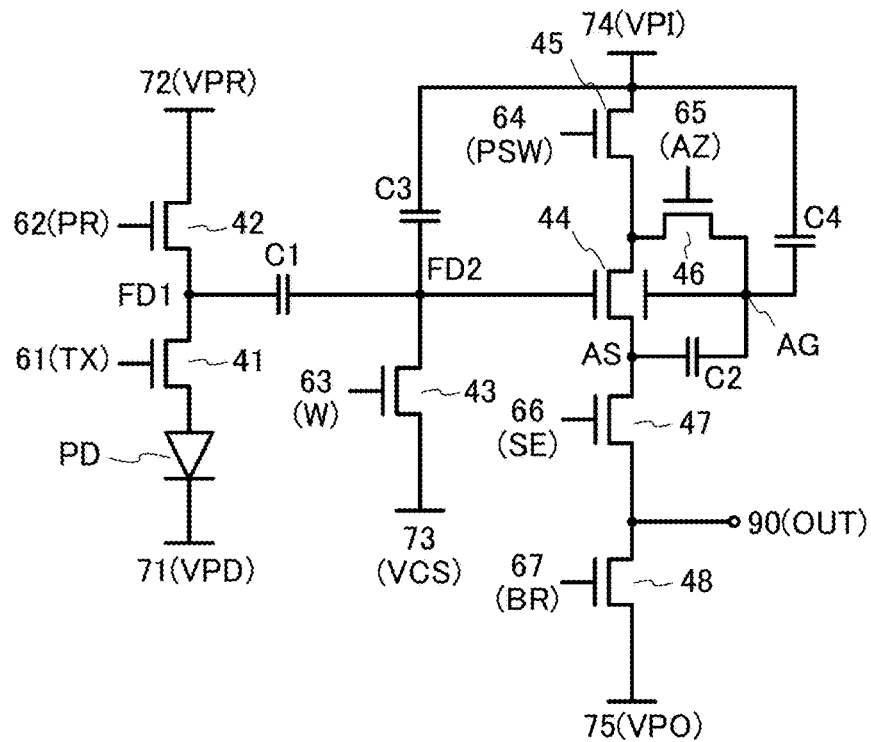 74(VPI)
45
72(VPR)
64
(PSW)
65
(AZ)
C3
C4
44
62(PR)
42
C1
46
FD1
FD2
AG
61(TX)
41
AS
C2
63
(W)
43
66
(SE)
47
PD
90(OUT)
71(VPD)
73
(VCS)
67
(BR)
48
75(VPO)